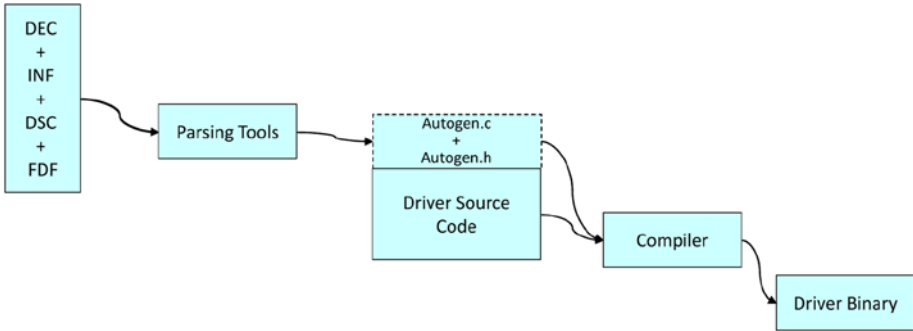 DEC
+
INF
+
DSC
+
FDF
Parsing Tools
Autogen.c
+
Autogen.h
Driver Source
Code
Compiler
Driver Binary